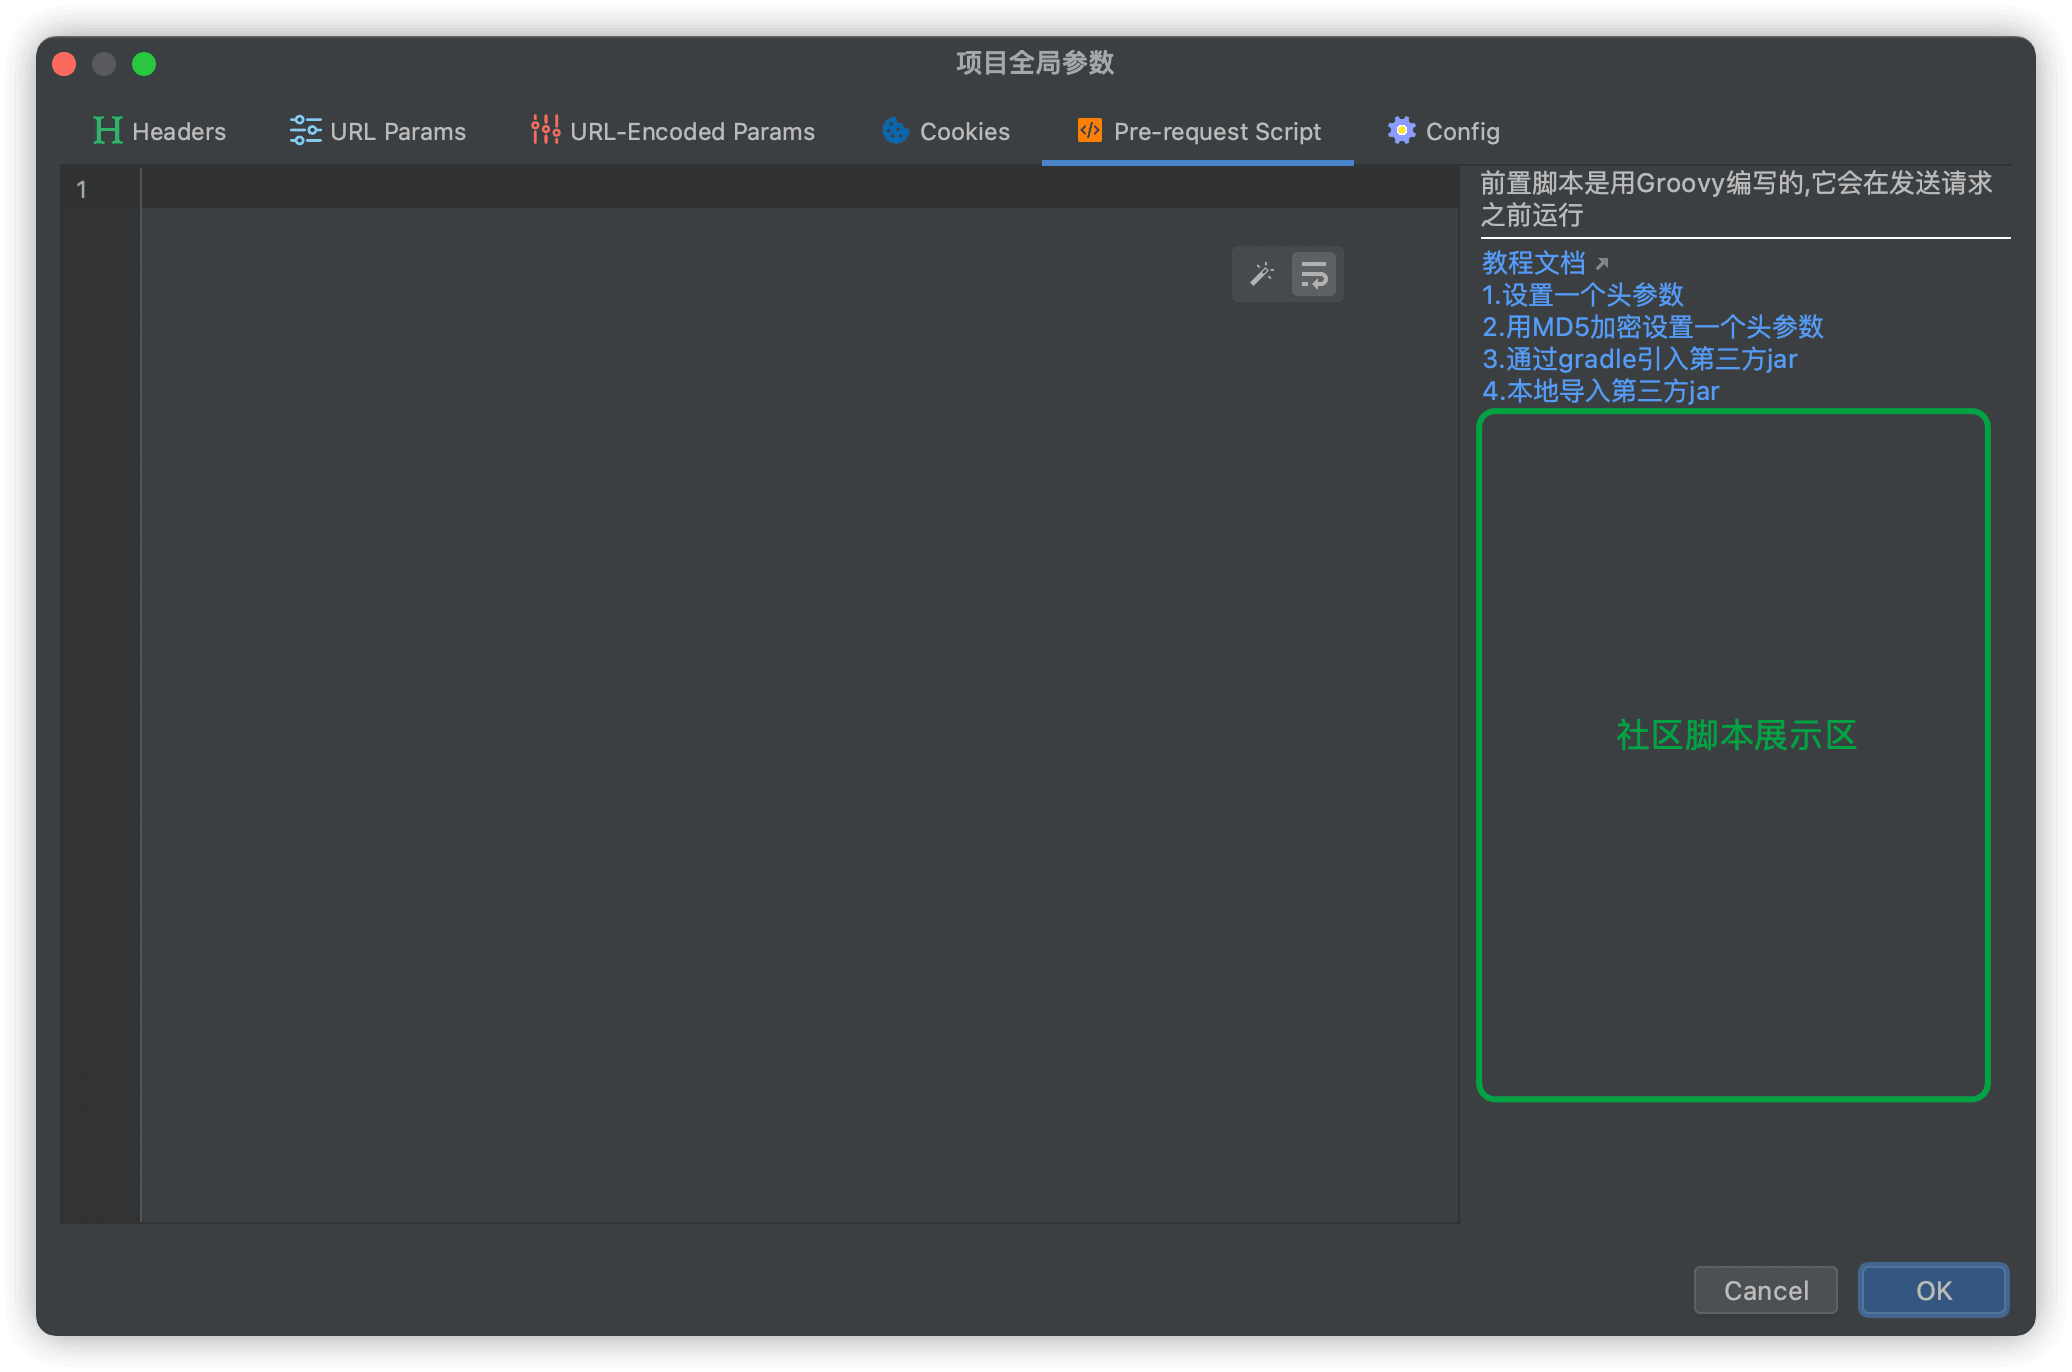 项目全局参数
Headers
URL Params
URL-Encoded Params
Cookies
Pre-request Script
Config
1
前置脚本是用Groovy编写的,它会在发送请求
之前运行
教程文档
1.设置一个头参数
2.用MD5加密设置一个头参数
3.通过gradle引入第三方jar
4.本地导入第三方jar
社区脚本展示区
Cancel
OK